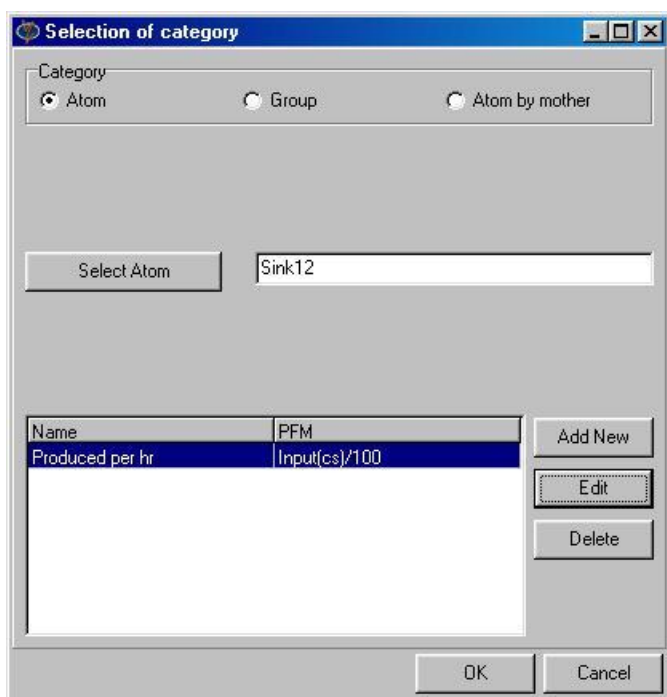 Selection of category
Category
Atom Group Atom by mother
Select Atom Sink12
Name PFM
Produced per hr Input(cs)/100
Add New
Edit
Delete
OK Cancel